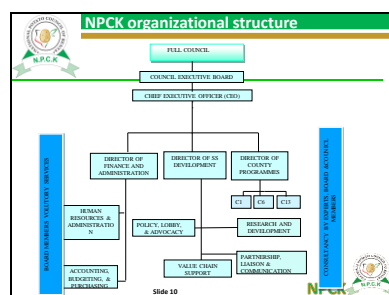 NPCK organizational structure
N.P.C.K
FULL COUNCIL
COUNCIL EXECUTIVE BOARD
CHIEF EXECUTIVE OFFICER (CEO)
BOARD MEMBERS VOLUTORY SERVICES
DIRECTOR OF
FINANCE AND
ADMINISTRATION
DIRECTOR OF SS
DEVELOPMENT
DIRECTOR OF
COUNTY
PROGRAMMES
C1
C6
C13
HUMAN
RESOURCES &
ADMINISTRATIO
N
POLICY, LOBBY,
& ADVOCACY
RESEARCH AND
DEVELOPMENT
ACCOUNTING,
BUDGETING, &
PURCHASING
VALUE CHAIN
SUPPORT
PARTNERSHIP,
LIAISON &
COMMUNICATION
CONSULTANCY BY EXPERTS, BOARD
MEMBERS
Slide 10
NPCK